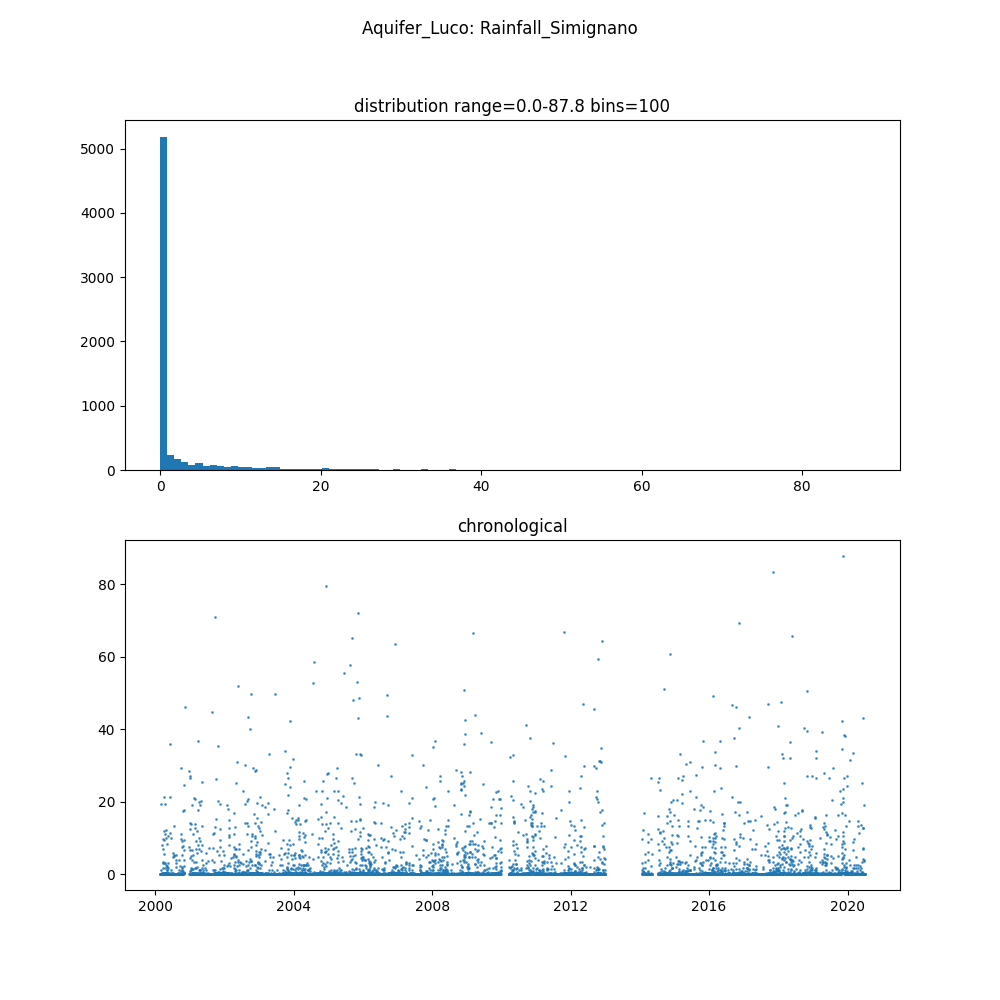 Aquifer_Luco: Rainfall_Simignano
distribution range=0.0-87.8 bins=100
5000
4000
3000
2000
1000
0
0 20 40 60 80
chronological
80
60
40
20
0
2000 2004 2008 2012 2016 2020